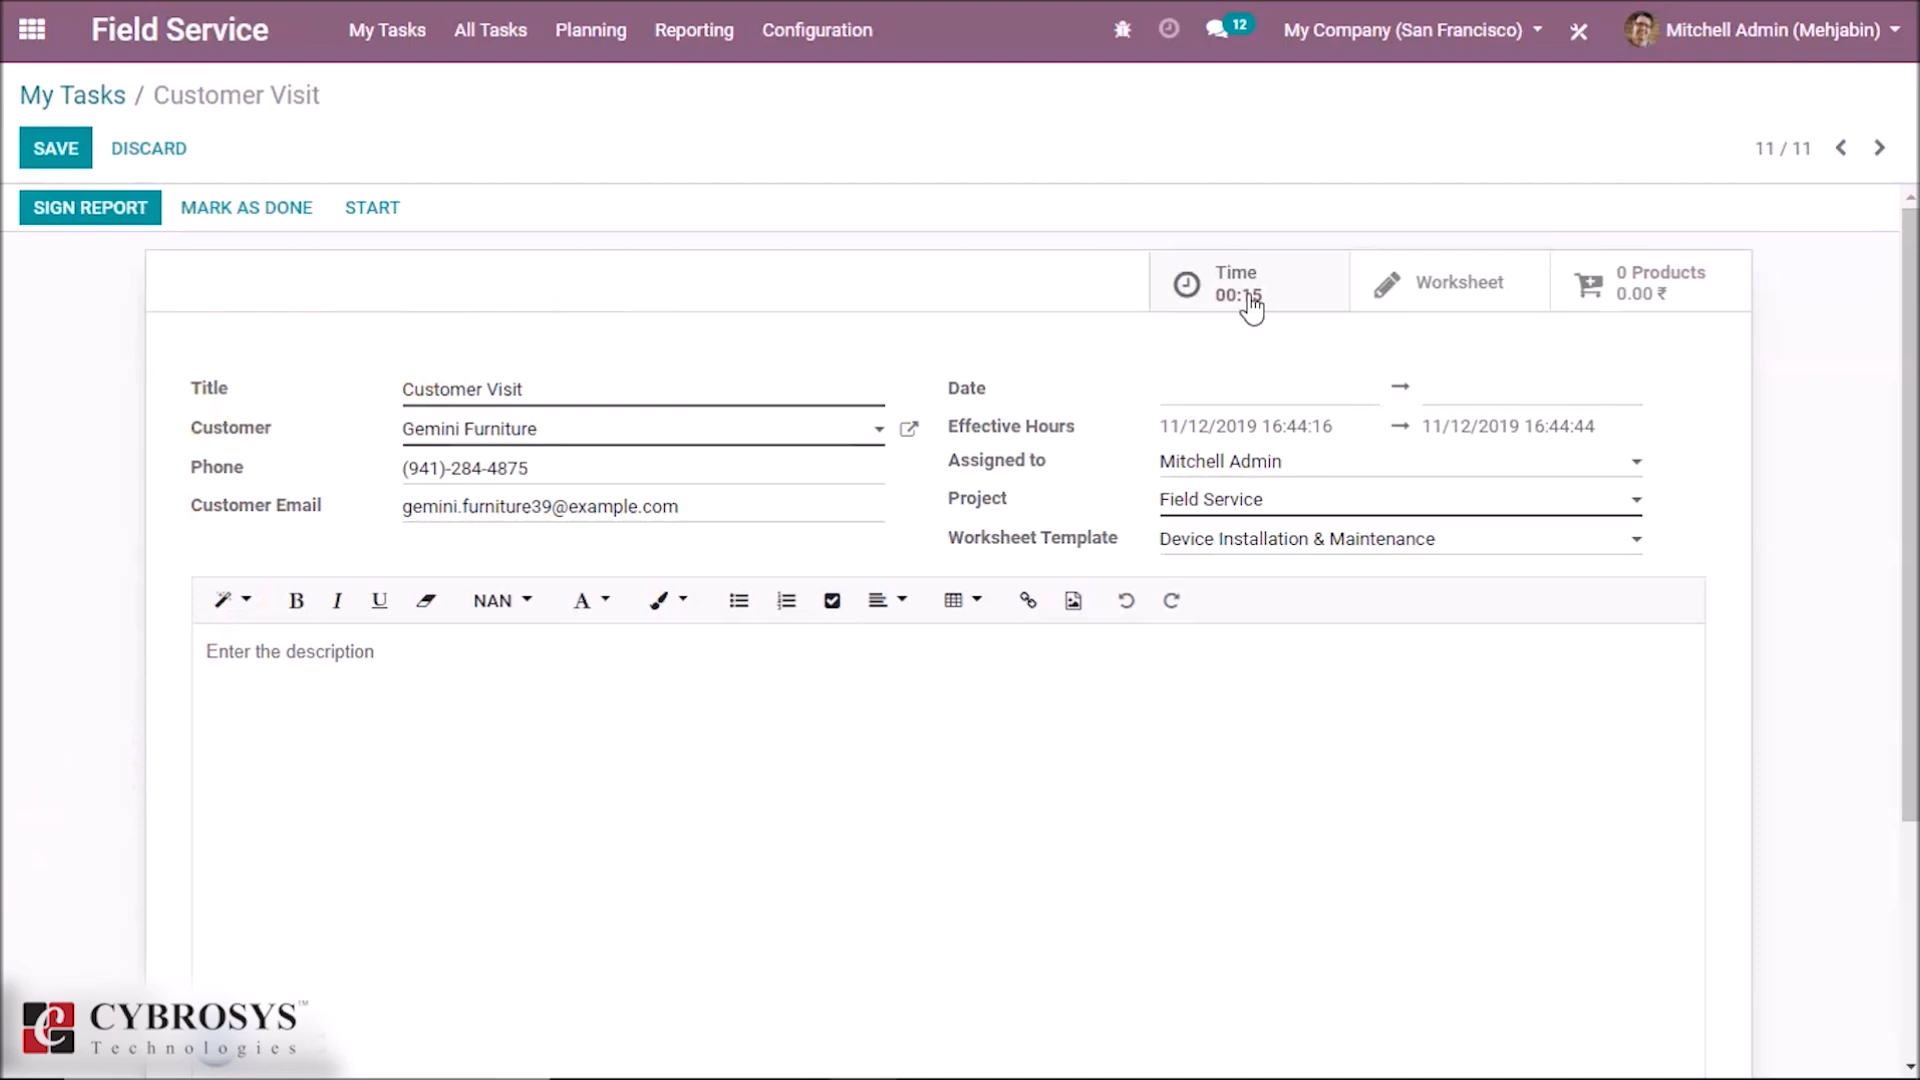 Field Service My Tasks All Tasks Planning Reporting Configuration 12 My Company (San Francisco) Mitchell Admin (Mehjabin)
My Tasks / Customer Visit
SAVE DISCARD 11 / 11
SIGN REPORT MARK AS DONE START
Time 00:15
Worksheet
0 Products 0.00 ₹
Title Customer Visit
Customer Gemini Furniture
Phone (941)-284-4875
Customer Email gemini.furniture39@example.com
Date
Effective Hours 11/12/2019 16:44:16 11/12/2019 16:44:44
Assigned to Mitchell Admin
Project Field Service
Worksheet Template Device Installation & Maintenance
B I U NAN A
Enter the description
CYBROSYS™
Technologies